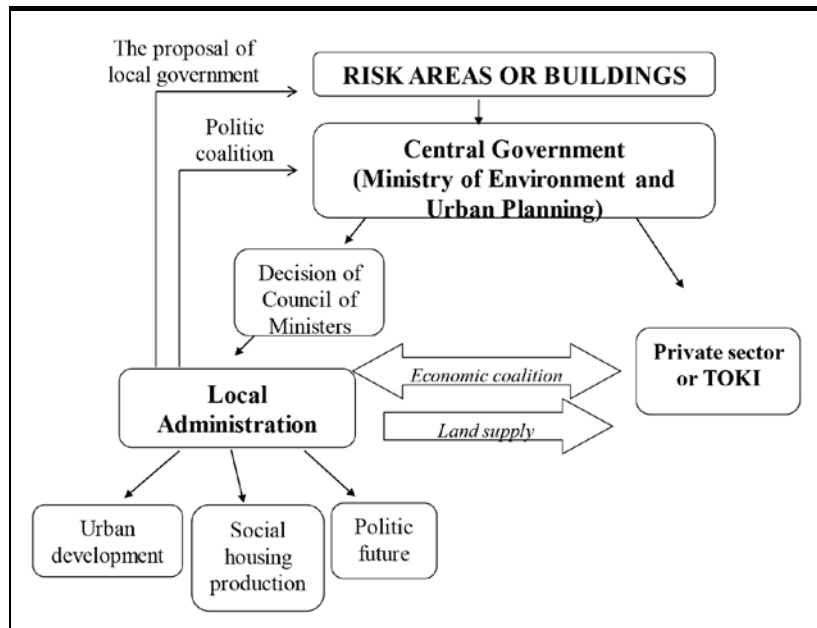 The proposal of
local government
RISK AREAS OR BUILDINGS
Politic
coalition
Central Government
(Ministry of Environment and
Urban Planning)
Decision of
Council of
Ministers
Private sector
or TOKI
Economic coalition
Local
Administration
Land supply
Urban
development
Social
housing
production
Politic
future